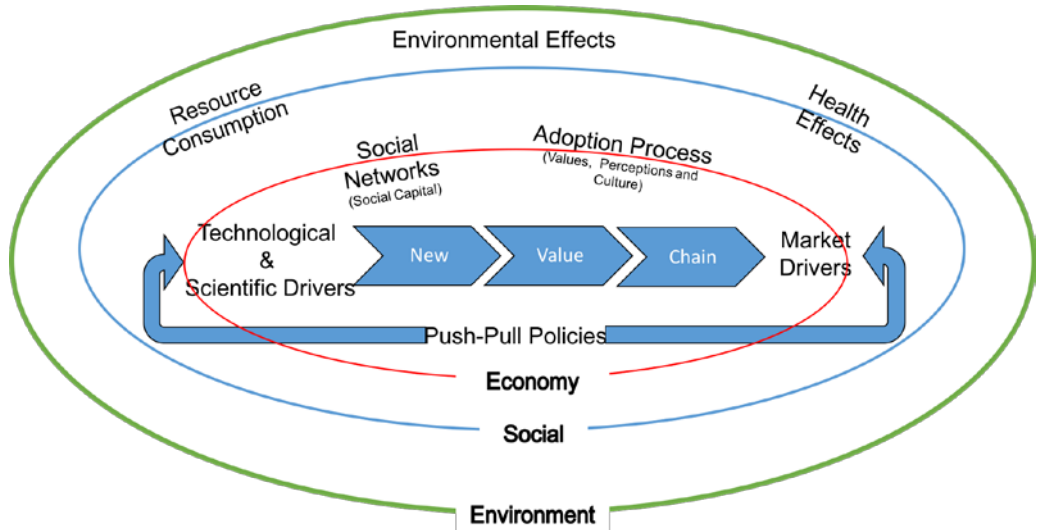 Environmental Effects
Resource
Consumption
Health
Effects
Social
Networks
(Social Capital)
Adoption Process
(Values, Perceptions and
Culture)
Technological
&
Scientific Drivers
New
Value
Chain
Market
Drivers
Push-Pull Policies
Economy
Social
Environment